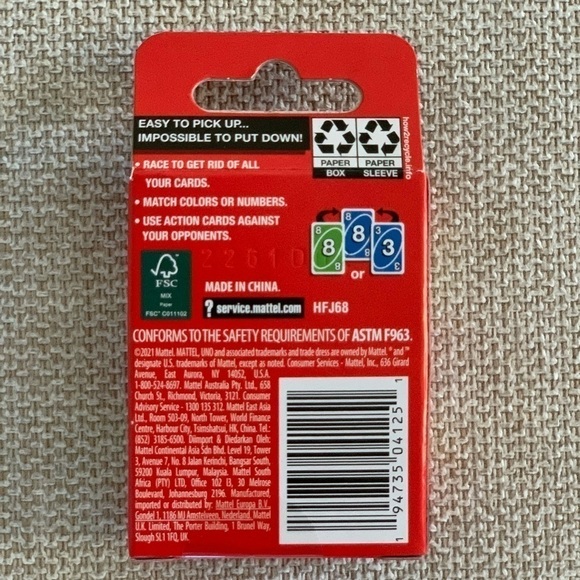 EASY TO PICK UP...
IMPOSSIBLE TO PUT DOWN!
PAPER
BOX
PAPER
SLEEVE
how2recycle.info
• RACE TO GET RID OF ALL
YOUR CARDS.
• MATCH COLORS OR NUMBERS.
• USE ACTION CARDS AGAINST
YOUR OPPONENTS.
8
8
8
8
8
3
3
3
or
22610
FSC
MIX
Paper
FSC® C011102
MADE IN CHINA.
? service.mattel.com HFJ68
CONFORMS TO THE SAFETY REQUIREMENTS OF ASTM F963.
©2021 Mattel. MATTEL, UNO and associated trademarks and trade dress are owned by Mattel. ® and ™
designate U.S. trademarks of Mattel, except as noted. Consumer Services - Mattel, Inc., 636 Girard
Avenue, East Aurora, NY 14052, U.S.A.
1-800-524-8697. Mattel Australia Pty. Ltd., 658
Church St., Richmond, Victoria, 3121. Consumer
Advisory Service - 1300 135 312. Mattel East Asia
Ltd., Room 503-09, North Tower, World Finance
Centre, Harbour City, Tsimshatsui, HK, China. Tel.:
(852) 3185-6500. Diimport & Diedarkan Oleh:
Mattel Continental Asia Sdn Bhd. Level 19, Tower
3, Avenue 7, No. 8 Jalan Kerinchi, Bangsar South,
59200 Kuala Lumpur, Malaysia. Mattel South
Africa (PTY) LTD, Office 102 I3, 30 Melrose
Boulevard, Johannesburg 2196. Manufactured,
imported or distributed by: Mattel Europa B.V.,
Gondel 1, 1186 MJ Amstelveen, Nederland. Mattel
U.K. Limited, The Porter Building, 1 Brunel Way,
Slough SL1 1FQ, UK.
1 94735 04125 1